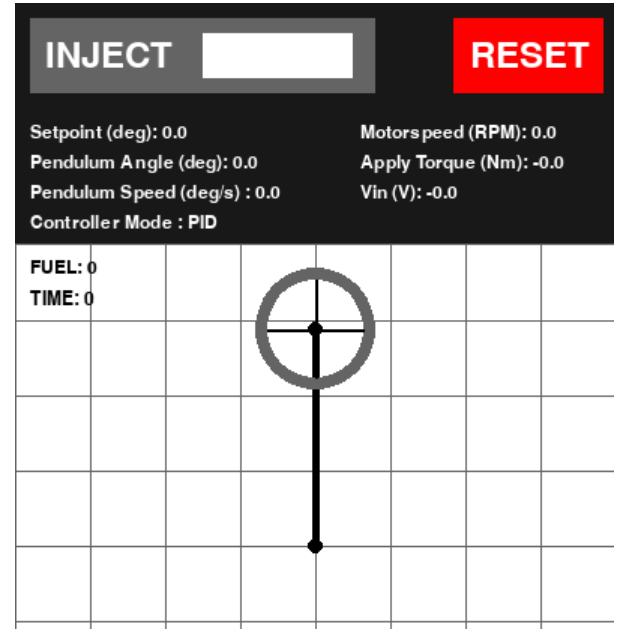 INJECT
RESET
Setpoint (deg): 0.0
Motorspeed (RPM): 0.0
Pendulum Angle (deg): 0.0
Apply Torque (Nm): -0.0
Pendulum Speed (deg/s) : 0.0
Vin (V): -0.0
Controller Mode : PID
FUEL: 0
TIME: 0